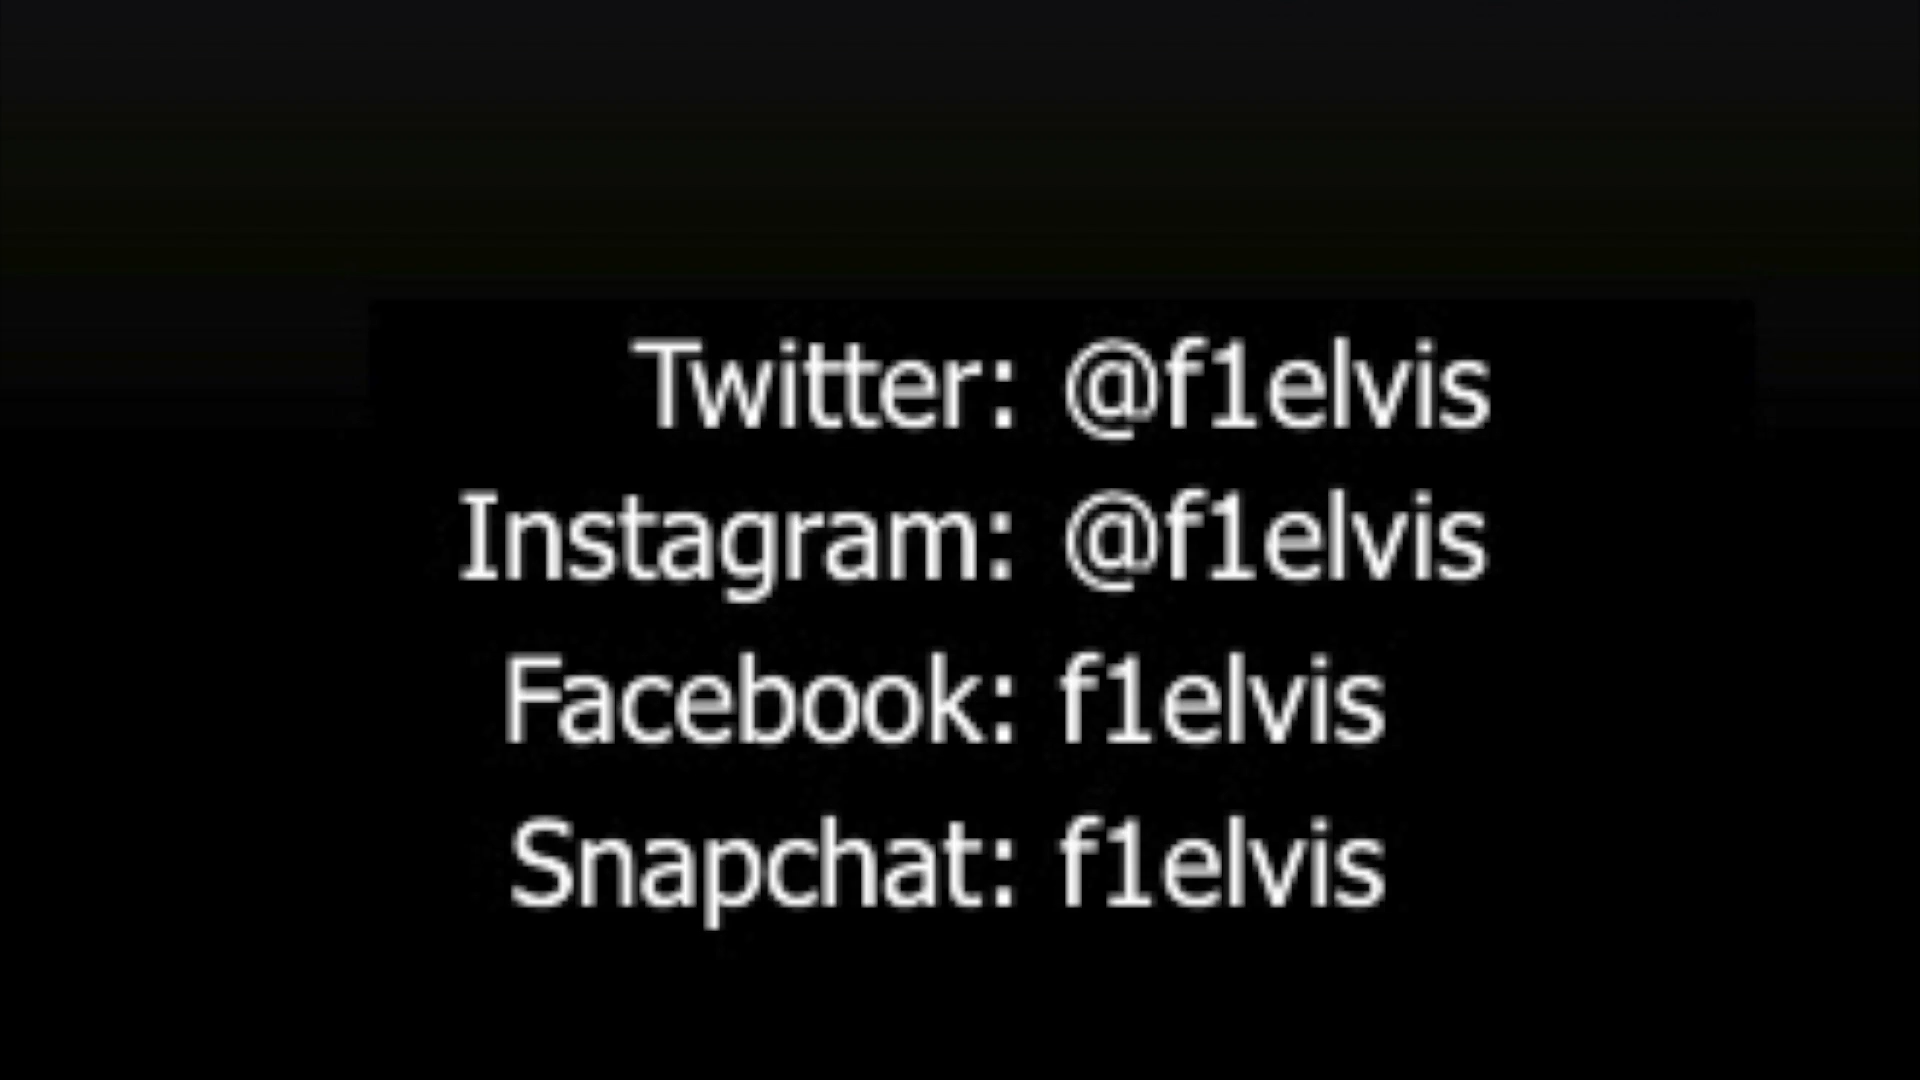 Twitter: @f1elvis
Instagram: @f1elvis
Facebook: f1elvis
Snapchat: f1elvis